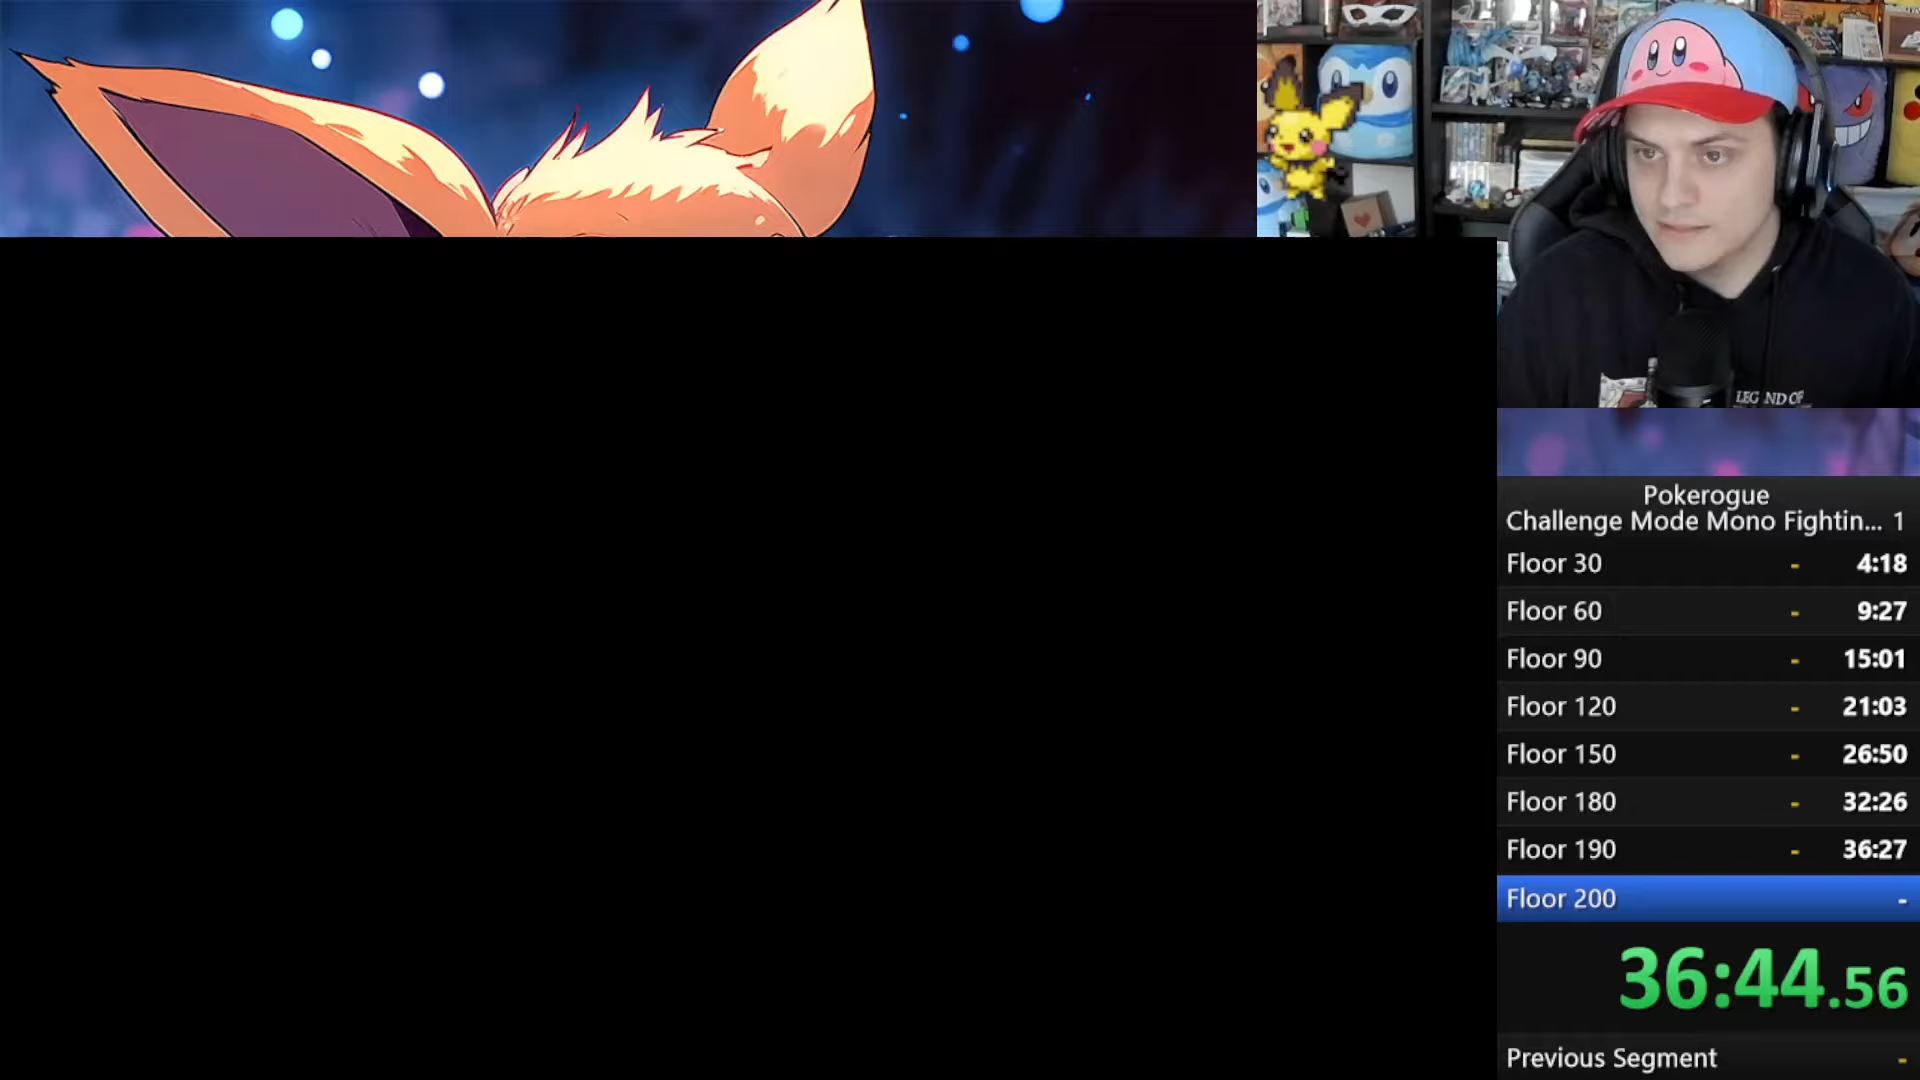 LEGEND OF
Pokerogue
Challenge Mode Mono Fightin... 1
Floor 30 - 4:18
Floor 60 - 9:27
Floor 90 - 15:01
Floor 120 - 21:03
Floor 150 - 26:50
Floor 180 - 32:26
Floor 190 - 36:27
Floor 200 -
36:44.56
Previous Segment -